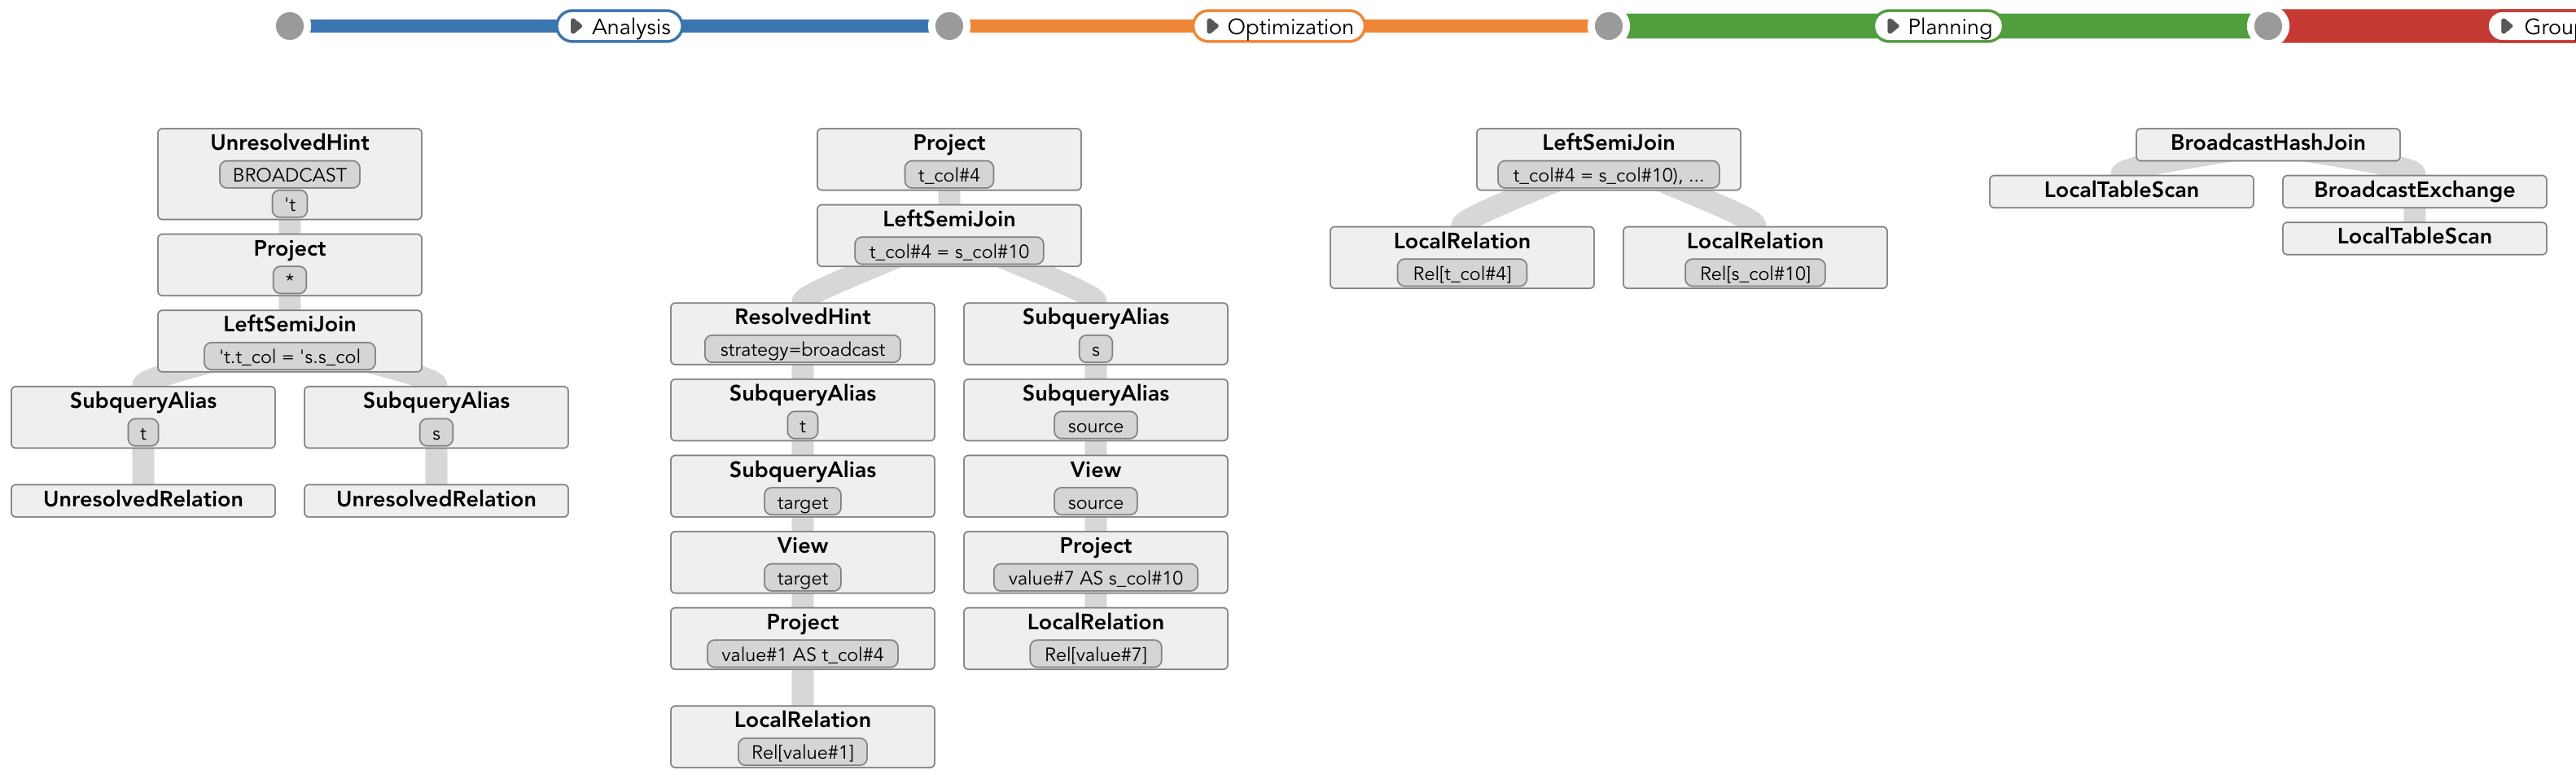 Analysis
Optimization
Planning
Grou
UnresolvedHint
BROADCAST
't
Project
*
LeftSemiJoin
't.t_col = 's.s_col
SubqueryAlias
t
SubqueryAlias
s
UnresolvedRelation
UnresolvedRelation
Project
t_col#4
LeftSemiJoin
t_col#4 = s_col#10
ResolvedHint
strategy=broadcast
SubqueryAlias
t
SubqueryAlias
target
View
target
Project
value#1 AS t_col#4
LocalRelation
Rel[value#1]
SubqueryAlias
s
SubqueryAlias
source
View
source
Project
value#7 AS s_col#10
LocalRelation
Rel[value#7]
LeftSemiJoin
t_col#4 = s_col#10), ...
LocalRelation
Rel[t_col#4]
LocalRelation
Rel[s_col#10]
BroadcastHashJoin
LocalTableScan
BroadcastExchange
LocalTableScan